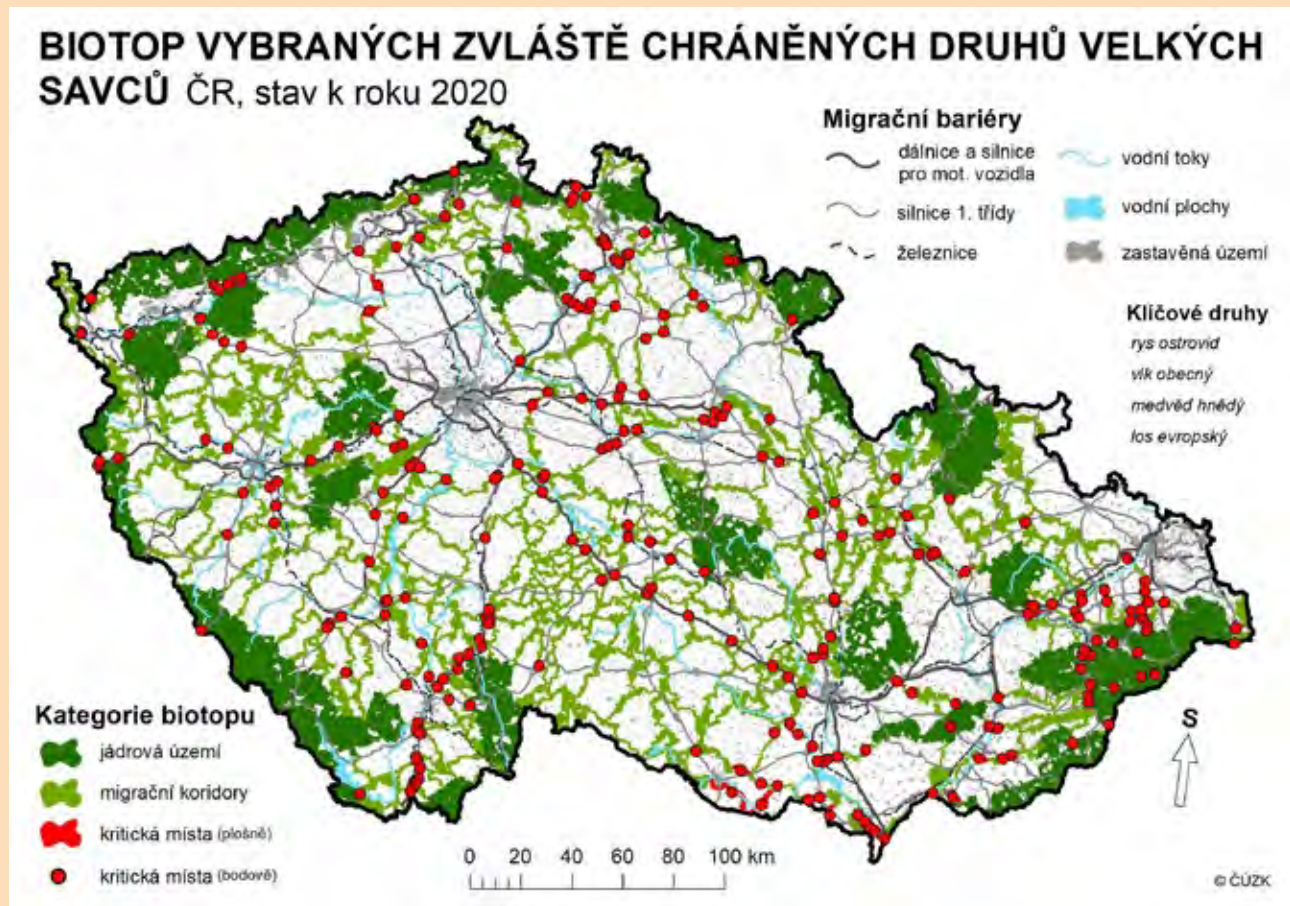 BIOTOP VYBRANÝCH ZVLÁŠTĚ CHRÁNĚNÝCH DRUHŮ VELKÝCH
SAVCŮ ČR, stav k roku 2020
Migrační bariéry
dálnice a silnice
pro mot. vozidla
silnice 1. třídy
železnice
vodní toky
vodní plochy
zastavěná území
Klíčové druhy
rys ostrovid
vlk obecný
medvěd hnědý
los evropský
Kategorie biotopu
jádrová území
migrační koridory
kritická místa (plošně)
kritická místa (bodově)
0 20 40 60 80 100 km
S
© ČÚZK